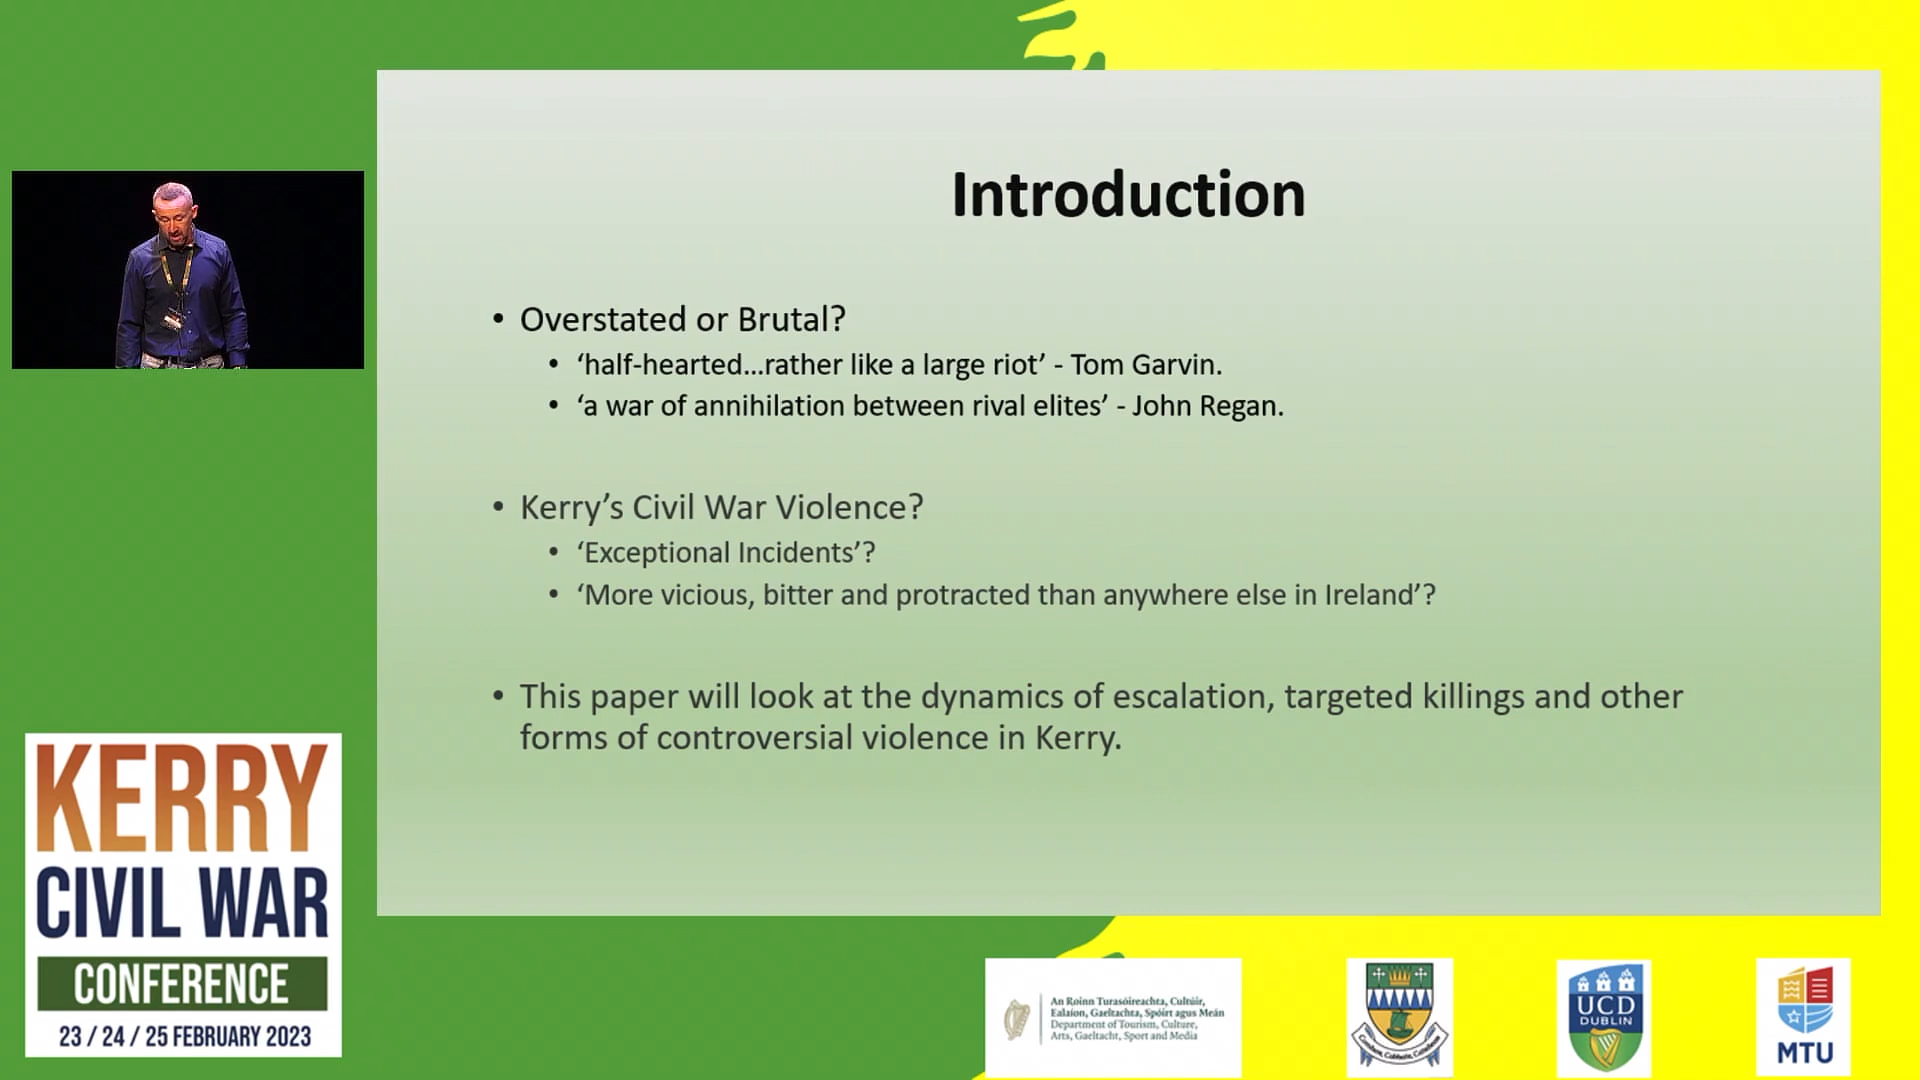 Introduction
• Overstated or Brutal?
• ‘half-hearted...rather like a large riot’ - Tom Garvin.
• ‘a war of annihilation between rival elites’ - John Regan.
• Kerry’s Civil War Violence?
• ‘Exceptional Incidents’?
• ‘More vicious, bitter and protracted than anywhere else in Ireland’?
• This paper will look at the dynamics of escalation, targeted killings and other
forms of controversial violence in Kerry.
KERRY
CIVIL WAR
CONFERENCE
23 / 24 / 25 FEBRUARY 2023
An Roinn Turasóireachta, Cultúir,
Ealaíon, Gaeltachta, Spóirt agus Meán
Department of Tourism, Culture,
Arts, Gaeltacht, Sport and Media
UCD
DUBLIN
MTU